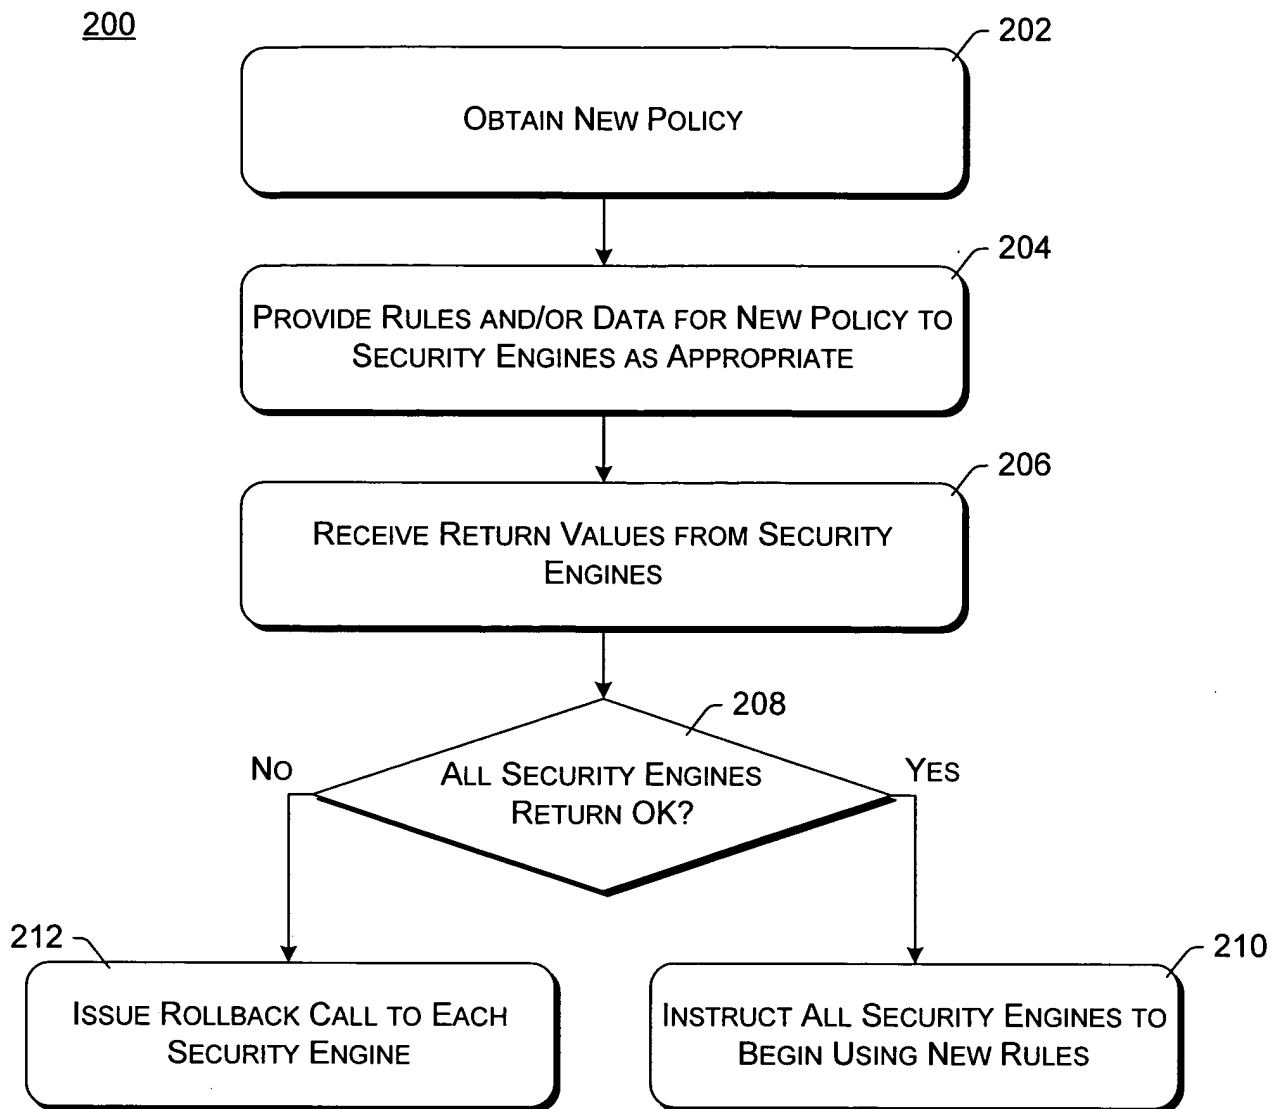 200
202
OBTAIN NEW POLICY
204
PROVIDE RULES AND/OR DATA FOR NEW POLICY TO
SECURITY ENGINES AS APPROPRIATE
206
RECEIVE RETURN VALUES FROM SECURITY
ENGINES
208
NO
ALL SECURITY ENGINES
RETURN OK?
YES
212
ISSUE ROLLBACK CALL TO EACH
SECURITY ENGINE
210
INSTRUCT ALL SECURITY ENGINES TO
BEGIN USING NEW RULES